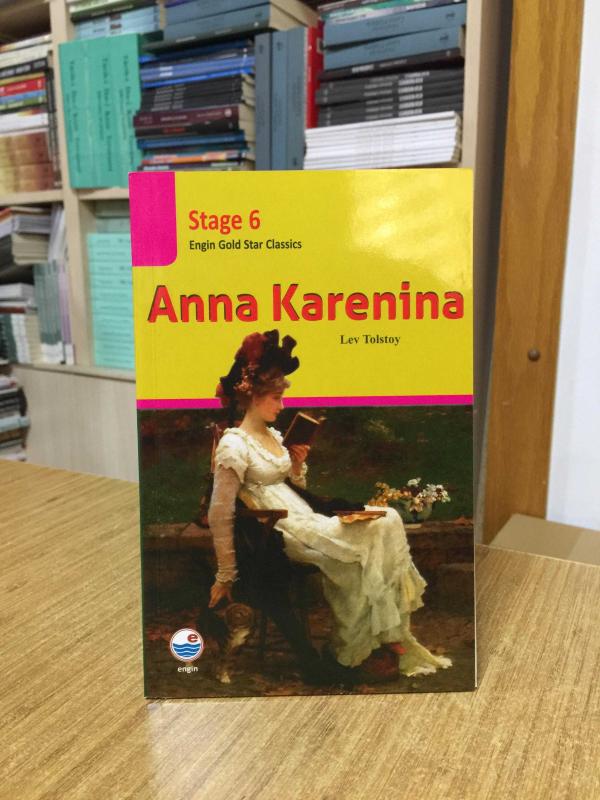 Stage 6
Engin Gold Star Classics
Anna Karenina
Lev Tolstoy
e
engin